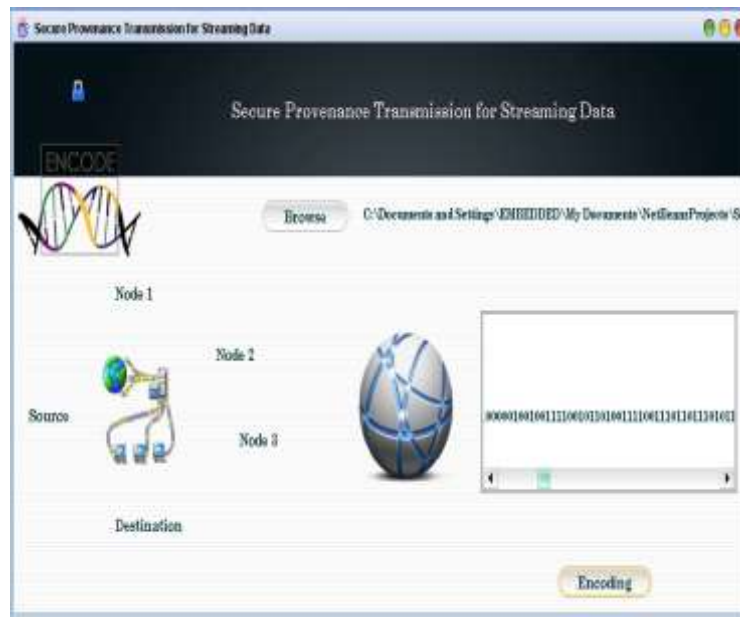 Secure Provenance Transmission for Streaming Data
Secure Provenance Transmission for Streaming Data
ENCODE
Browse
C:\Documents and Settings\EMBEDDED\My Documents\NetBeansProjects\S
Node 1
Node 2
Source
Node 3
Destination
Encoding